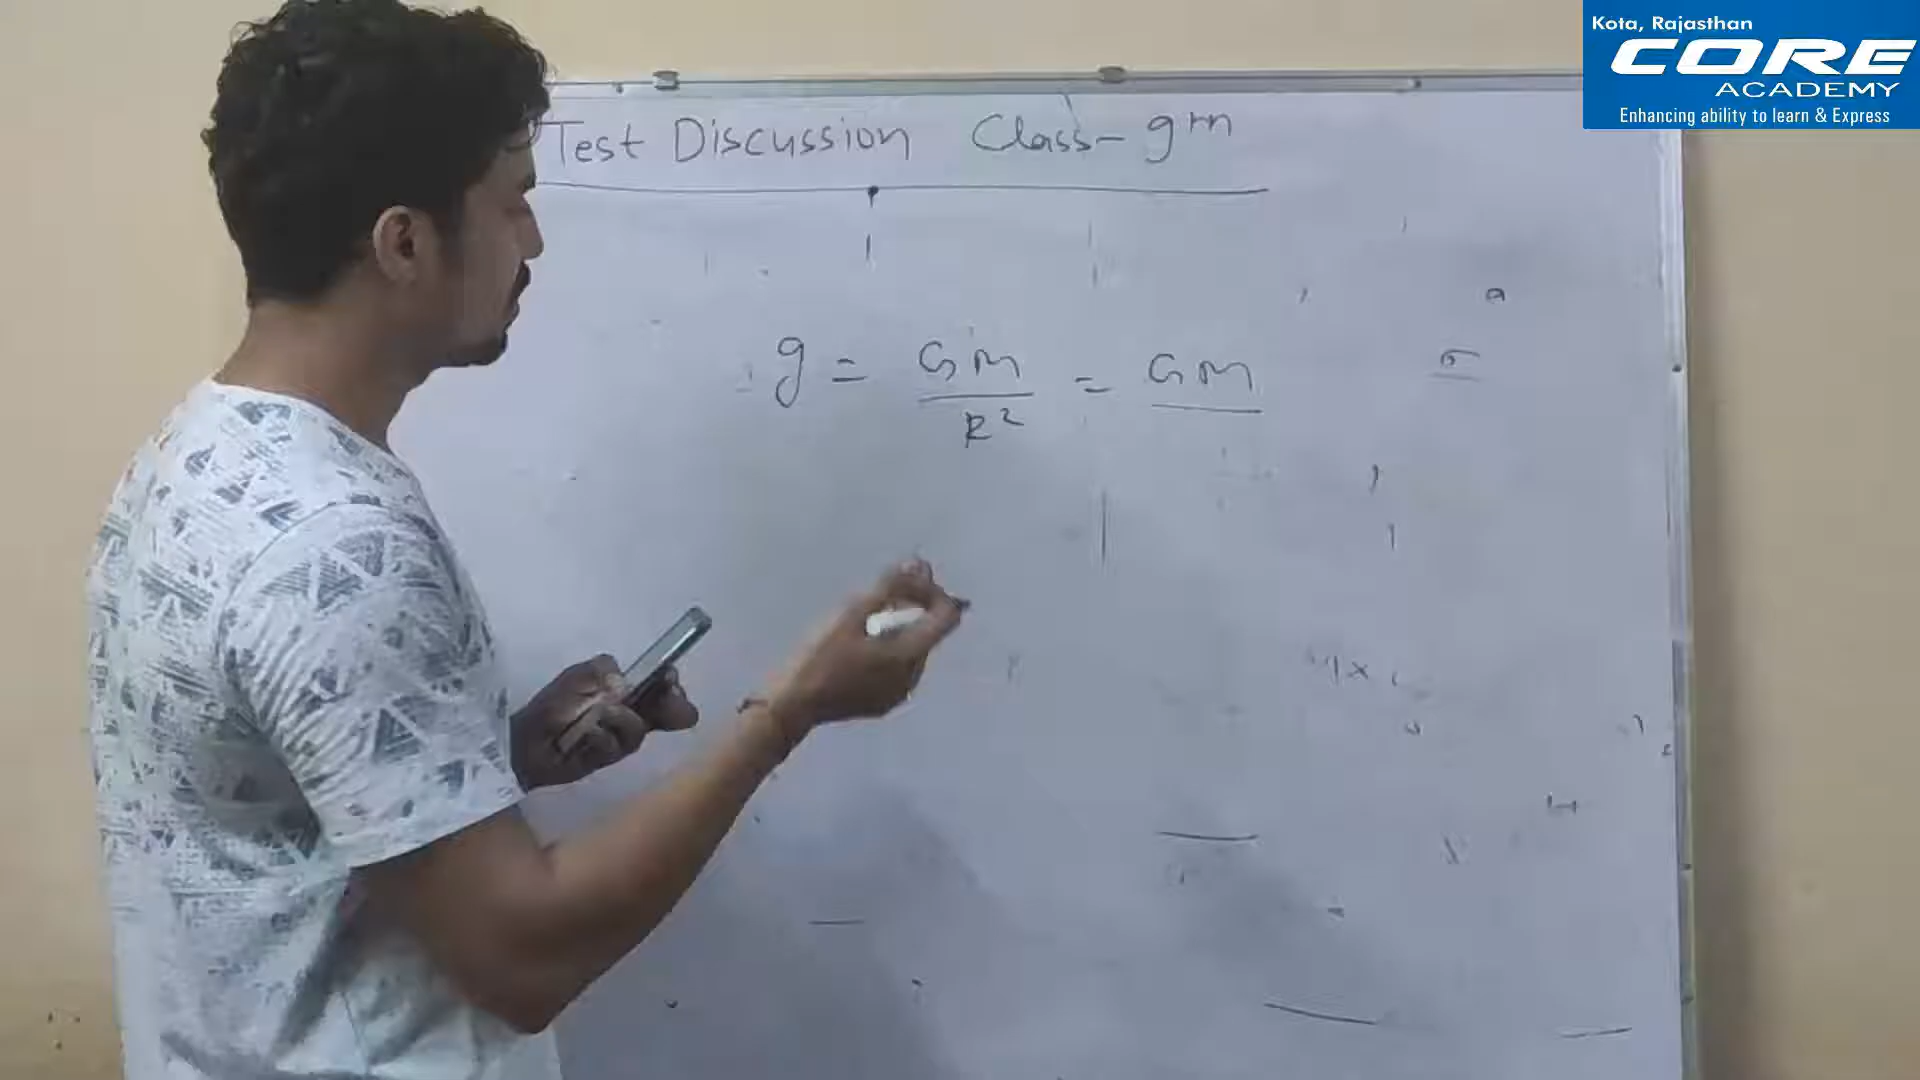 Kota, Rajasthan
CORE
ACADEMY
Enhancing ability to learn & Express
Test Discussion Class-9th
g = GM/R² = GM